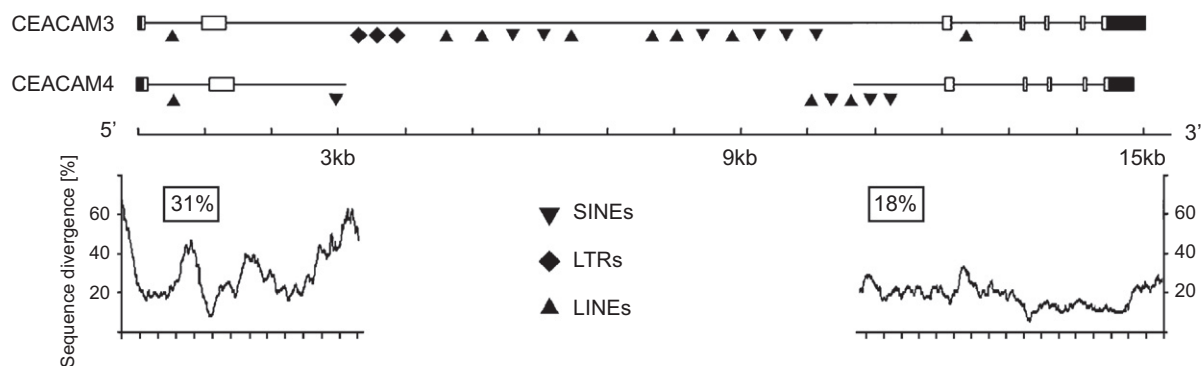 CEACAM3
CEACAM4
5’ 3’
3kb 9kb 15kb
Sequence divergence [%]
60
40
20
31%
SINEs
LTRs
LINEs
18%
60
40
20